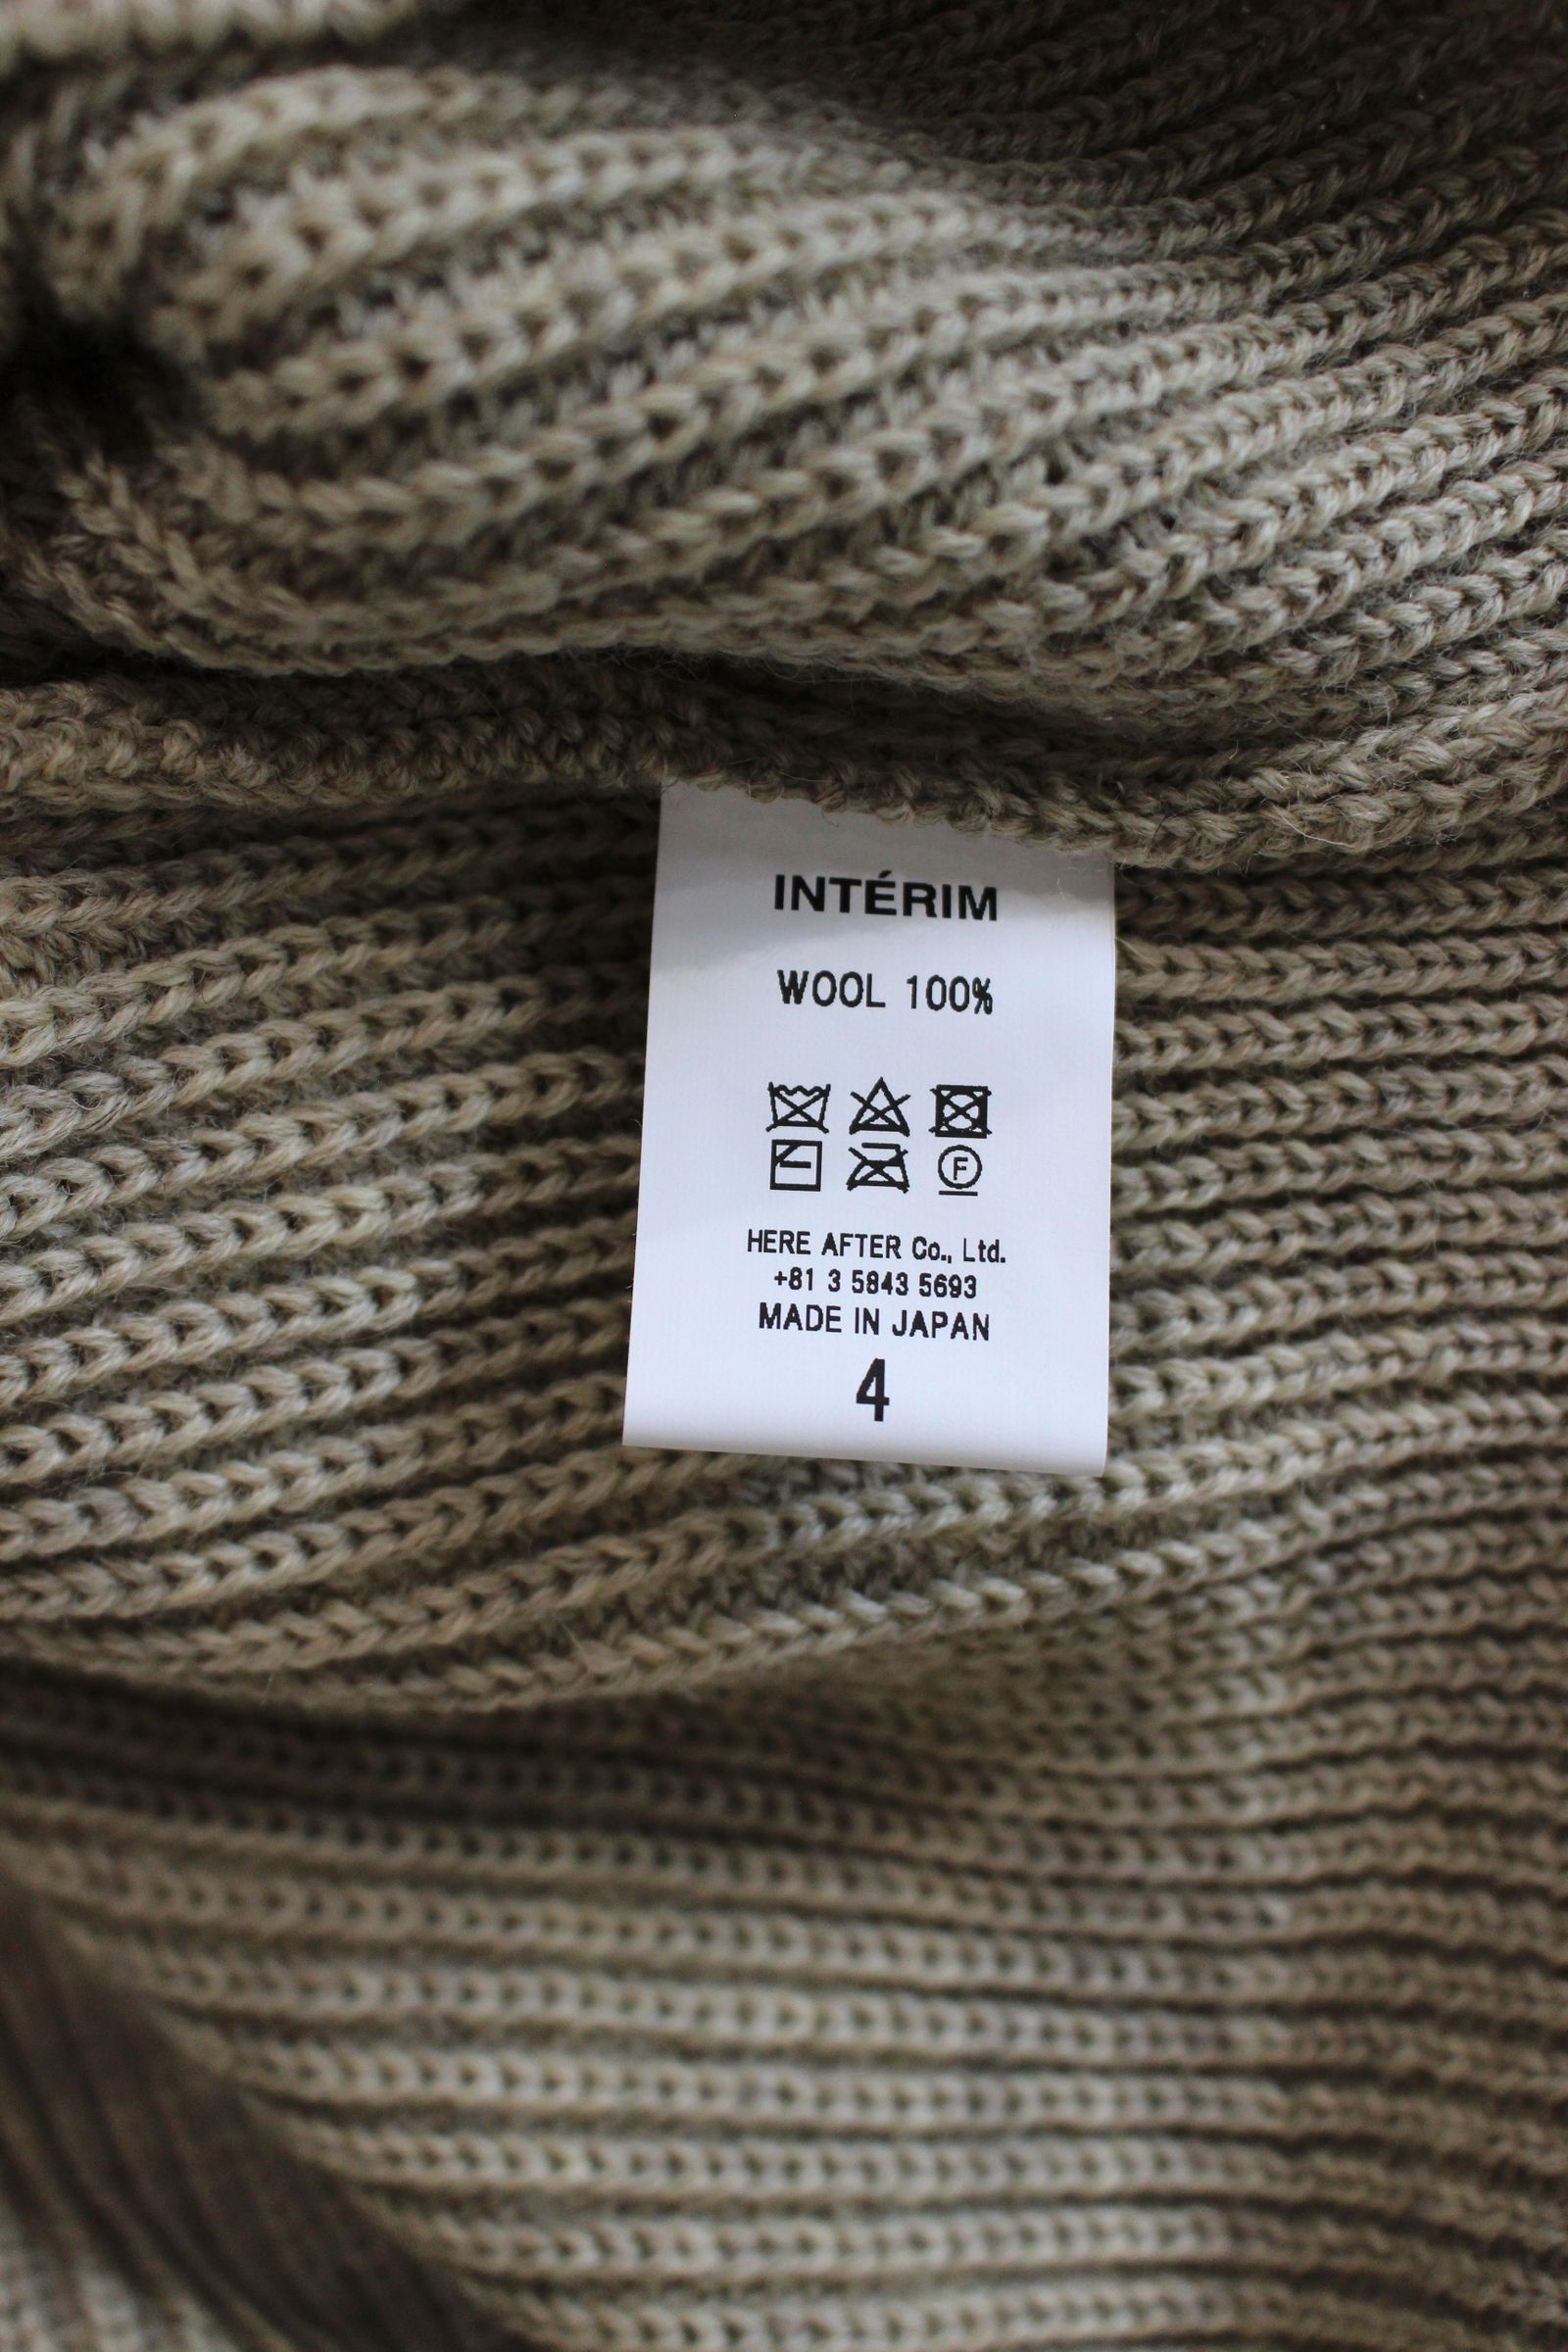 INTÉRIM
WOOL 100%
F
HERE AFTER Co., Ltd.
+81 3 5843 5693
MADE IN JAPAN
4